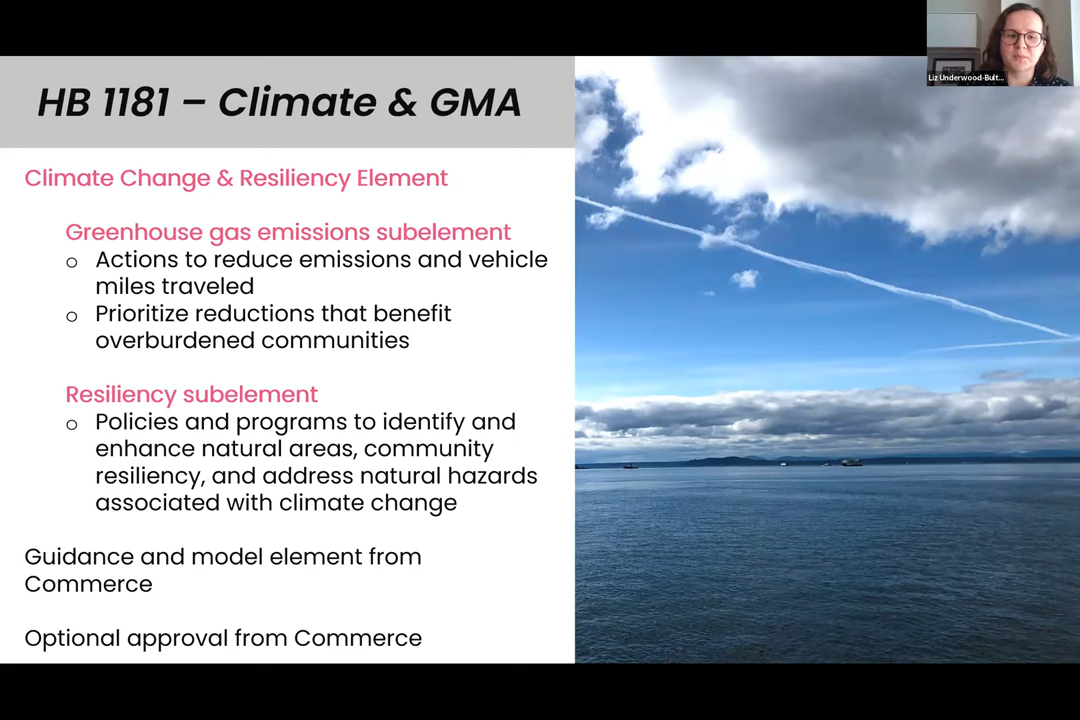 Liz Underwood-Bult...
HB 1181 – Climate & GMA
Climate Change & Resiliency Element
Greenhouse gas emissions subelement
o Actions to reduce emissions and vehicle
miles traveled
o Prioritize reductions that benefit
overburdened communities
Resiliency subelement
o Policies and programs to identify and
enhance natural areas, community
resiliency, and address natural hazards
associated with climate change
Guidance and model element from
Commerce
Optional approval from Commerce